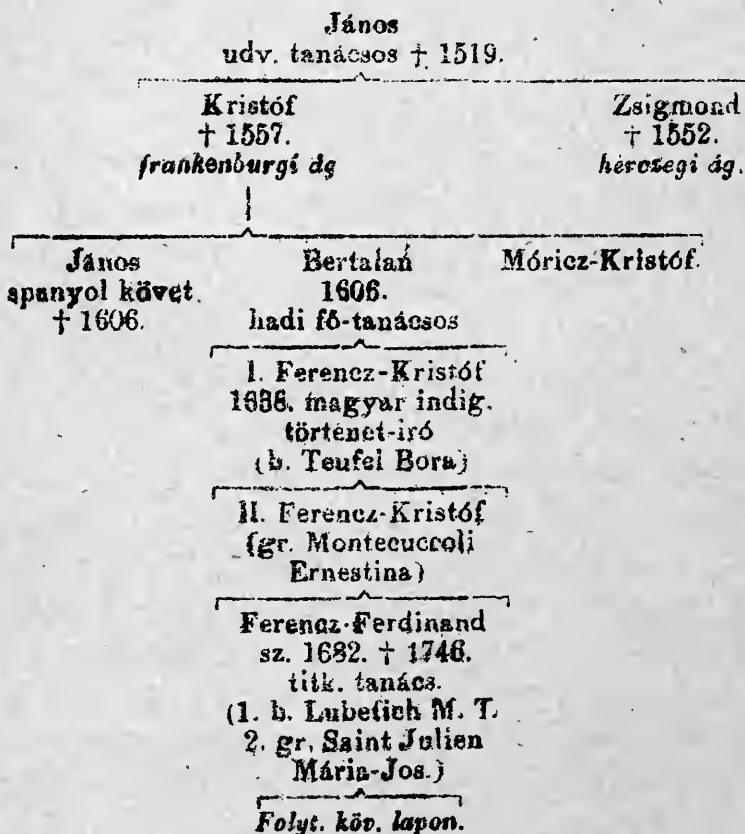 János
udv. tanácsos † 1519.
Kristóf
† 1557.
frankenburgi ág
Zsigmond
† 1552.
herczegi ág.
János
spanyol követ.
† 1606.
Bertalan
1606.
hadi fő-tanácsos
Móricz-Kristóf.
I. Ferencz-Kristóf
1636. magyar indig.
történet-iró
(b. Teufel Bora)
II. Ferencz-Kristóf
(gr. Montecuccoli
Ernestina)
Ferencz-Ferdinand
sz. 1682. † 1746.
titk. tanács.
(1. b. Lubetich M. T.
2. gr. Saint Julien
Mária-Jos.)
Folyt. köv. lapon.